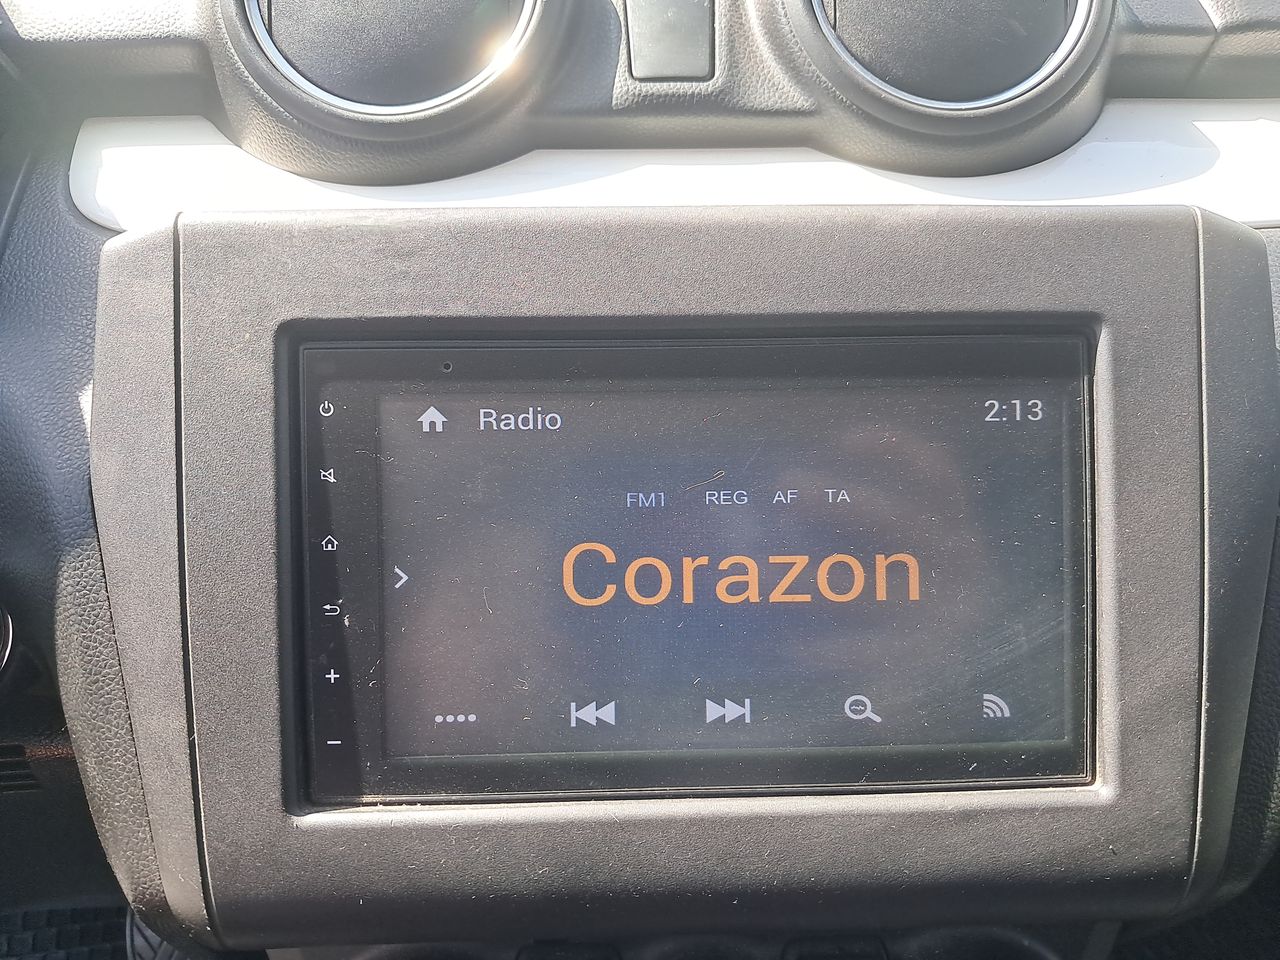 Radio
2:13
FM1 REG AF TA
Corazon